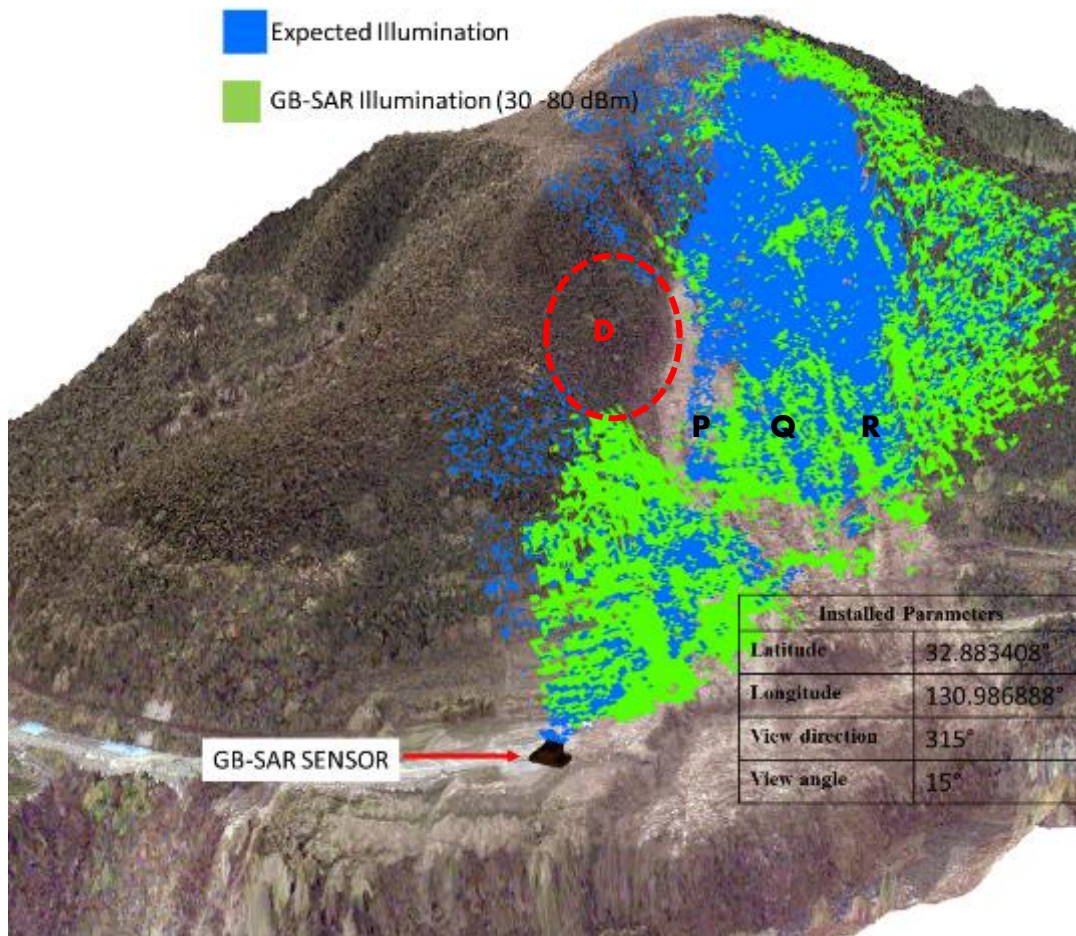 Expected Illumination
GB-SAR Illumination (30 -80 dBm)
D
P Q R
GB-SAR SENSOR
Installed Parameters
Latitude 32.883408°
Longitude 130.986888°
View direction 315°
View angle 15°